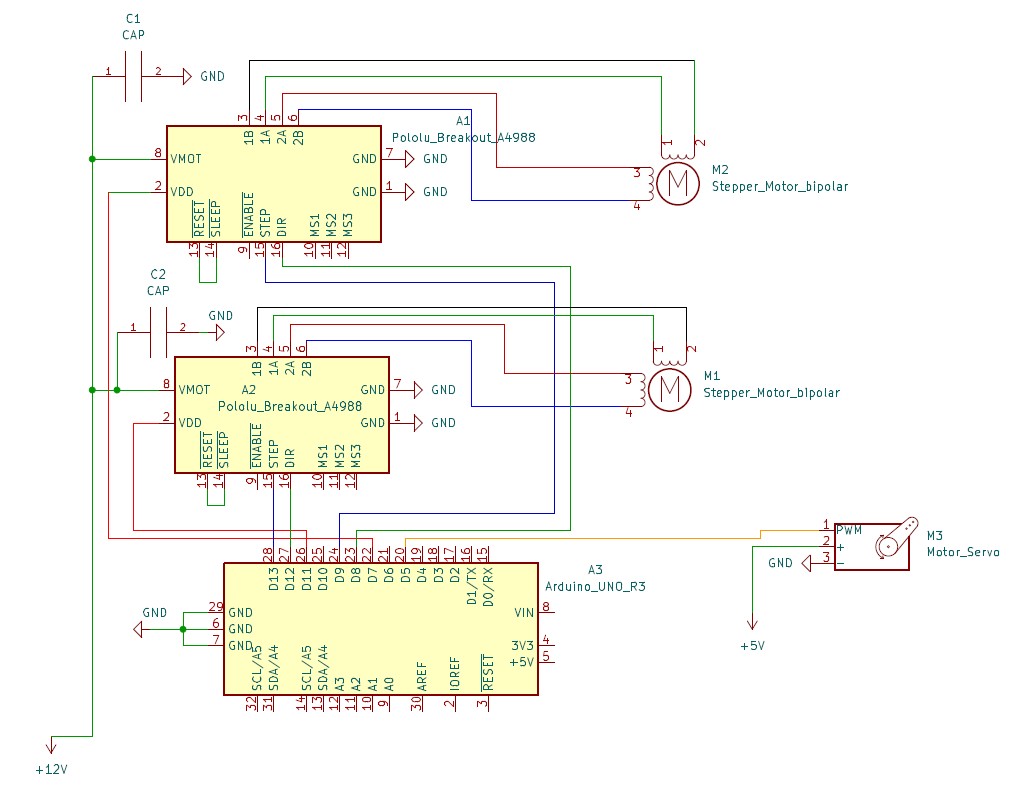 C1
CAP
1 2 GND
3 4 5 6
1B 1A 2A 2B
A1
Pololu_Breakout_A4988
8 VMOT GND 7 GND
2 VDD GND 1 GND
RESET SLEEP ENABLE STEP DIR MS1 MS2 MS3
13 14 9 15 16 10 11 12
1 2
3
4
M2
Stepper_Motor_bipolar
C2
CAP
GND
1 2
3 4 5 6
1B 1A 2A 2B
8 VMOT A2 GND 7 GND
Pololu_Breakout_A4988
2 VDD GND 1 GND
RESET SLEEP ENABLE STEP DIR MS1 MS2 MS3
13 14 9 15 16 10 11 12
1 2
3
4
M1
Stepper_Motor_bipolar
1 PWM
2 +
GND 3 −
M3
Motor_Servo
+5V
28 27 26 25 24 23 22 21 20 19 18 17 16 15
D13 D12 D11 D10 D9 D8 D7 D6 D5 D4 D3 D2 D1/TX D0/RX
A3
Arduino_UNO_R3
GND
29 GND
6 GND
7 GND
VIN 8
3V3 4
+5V 5
SCL/A5 SDA/A4 SCL/A5 SDA/A4 A3 A2 A1 A0 AREF IOREF RESET
32 31 14 13 12 11 10 9 30 2 3
+12V